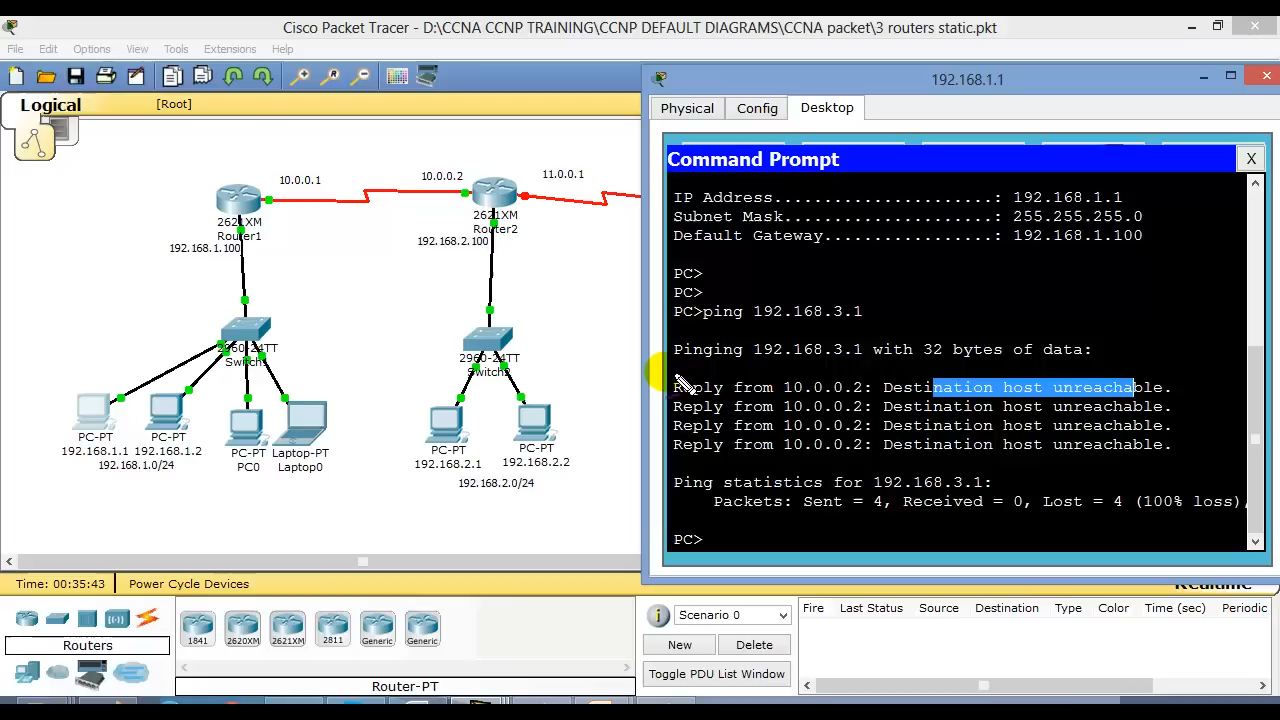 Cisco Packet Tracer - D:\CCNA CCNP TRAINING\CCNP DEFAULT DIAGRAMS\CCNA packet\3 routers static.pkt
File Edit Options View Tools Extensions Help
Logical
[Root]
192.168.1.1
Physical Config Desktop
Command Prompt
X
IP Address......................: 192.168.1.1
Subnet Mask.....................: 255.255.255.0
Default Gateway.................: 192.168.1.100
PC>
PC>
PC>ping 192.168.3.1
Pinging 192.168.3.1 with 32 bytes of data:
Reply from 10.0.0.2: Destination host unreachable.
Reply from 10.0.0.2: Destination host unreachable.
Reply from 10.0.0.2: Destination host unreachable.
Reply from 10.0.0.2: Destination host unreachable.
Ping statistics for 192.168.3.1:
Packets: Sent = 4, Received = 0, Lost = 4 (100% loss),
PC>
10.0.0.1
10.0.0.2
11.0.0.1
2621XM
Router1
192.168.1.100
2621XM
Router2
192.168.2.100
2960-24TT
2960-24TT
PC-PT
192.168.1.1
PC-PT
192.168.1.2
192.168.1.0/24
PC-PT
PC0
Laptop-PT
Laptop0
PC-PT
192.168.2.1
PC-PT
192.168.2.2
192.168.2.0/24
Time: 00:35:43
Power Cycle Devices
Realtime
Routers
1841
2620XM
2621XM
2811
Generic
Generic
Router-PT
Scenario 0
New
Delete
Toggle PDU List Window
Fire Last Status Source Destination Type Color Time (sec) Periodic